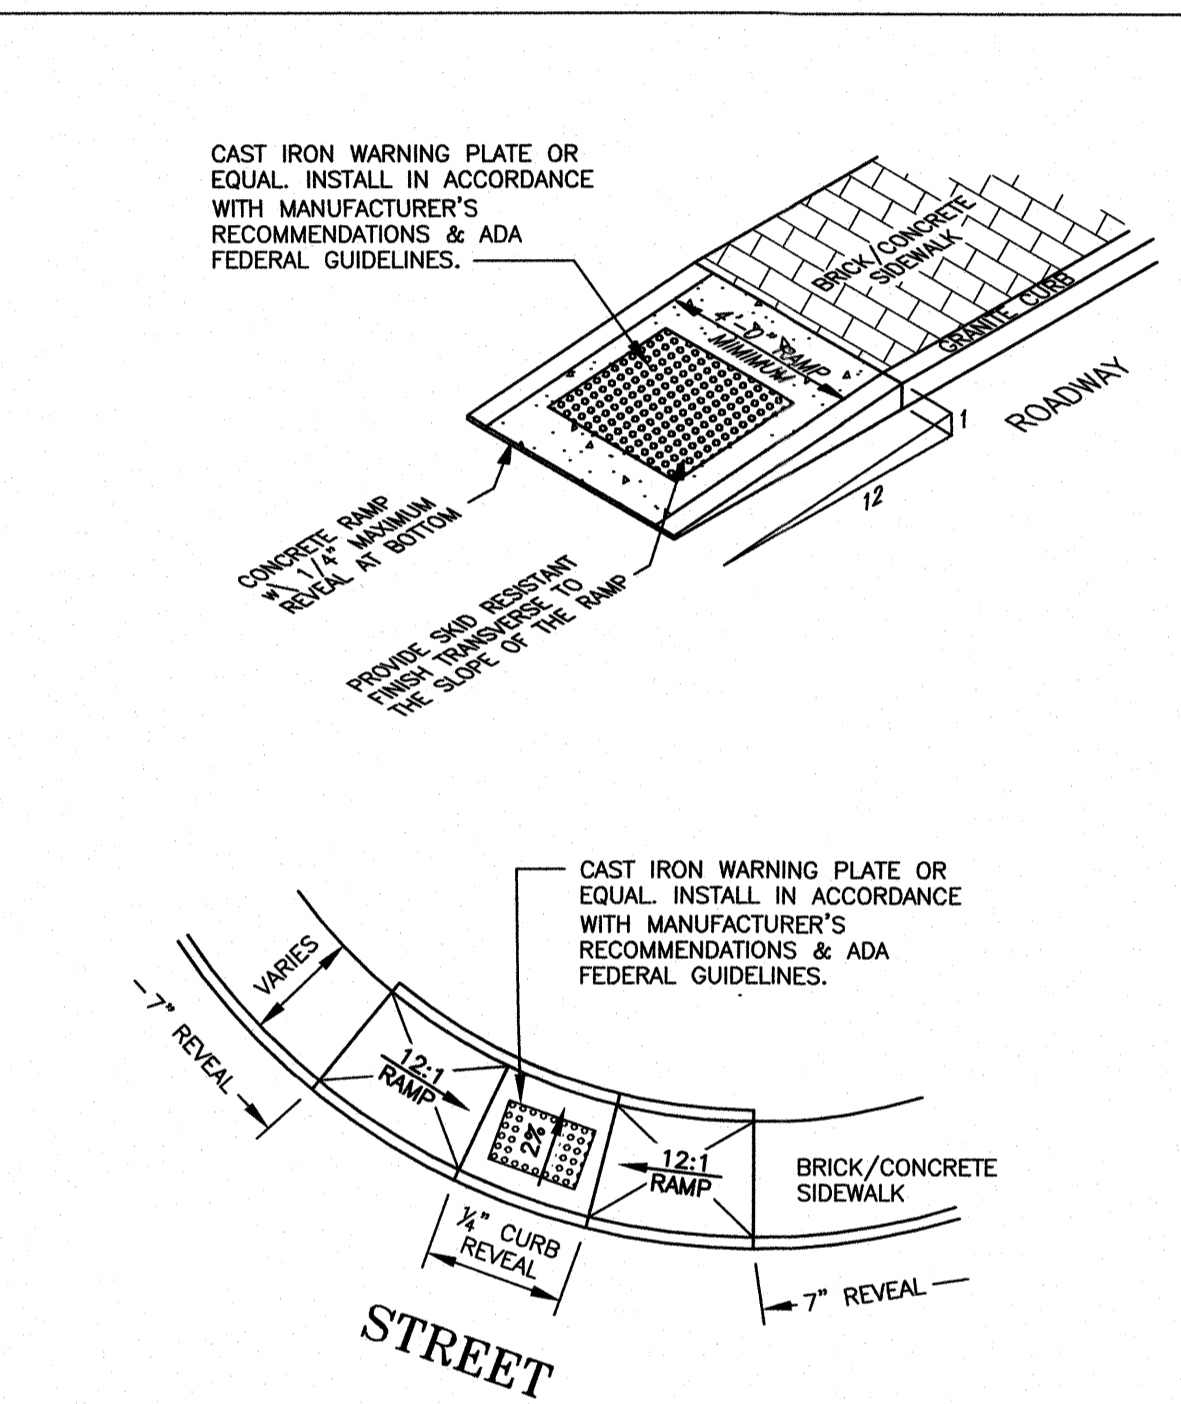 CAST IRON WARNING PLATE OR
EQUAL. INSTALL IN ACCORDANCE
WITH MANUFACTURER'S
RECOMMENDATIONS & ADA
FEDERAL GUIDELINES.
BRICK/CONCRETE
SIDEWALK
GRANITE CURB
ROADWAY
4'-0" RAMP
MIMIMUM
1
12
CONCRETE RAMP
w\ 1/4" MAXIMUM
REVEAL AT BOTTOM
PROVIDE SKID RESISTANT
FINISH TRANSVERSE TO
THE SLOPE OF THE RAMP
CAST IRON WARNING PLATE OR
EQUAL. INSTALL IN ACCORDANCE
WITH MANUFACTURER'S
RECOMMENDATIONS & ADA
FEDERAL GUIDELINES.
VARIES
7" REVEAL
12:1
RAMP
2%
12:1
RAMP
BRICK/CONCRETE
SIDEWALK
1/4" CURB
REVEAL
7" REVEAL
STREET